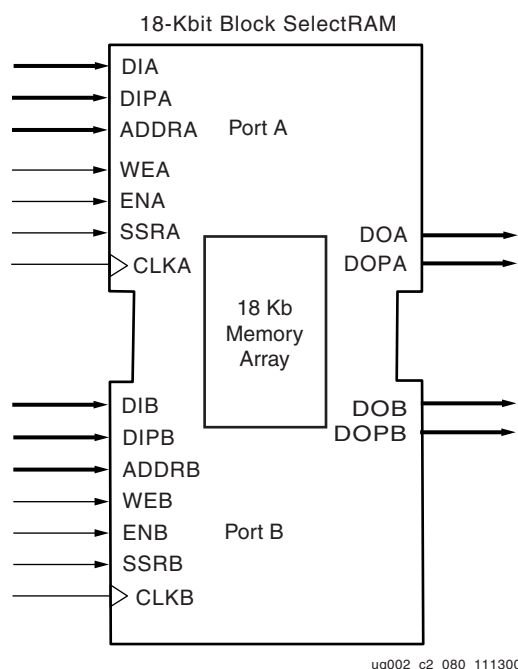 18-Kbit Block SelectRAM
DIA
DIPA
ADDRA
Port A
WEA
ENA
SSRA
CLKA
DOA
DOPA
18 Kb
Memory
Array
DIB
DIPB
ADDRB
WEB
ENB
SSRB
CLKB
DOB
DOPB
Port B
ug002_c2_080_111300